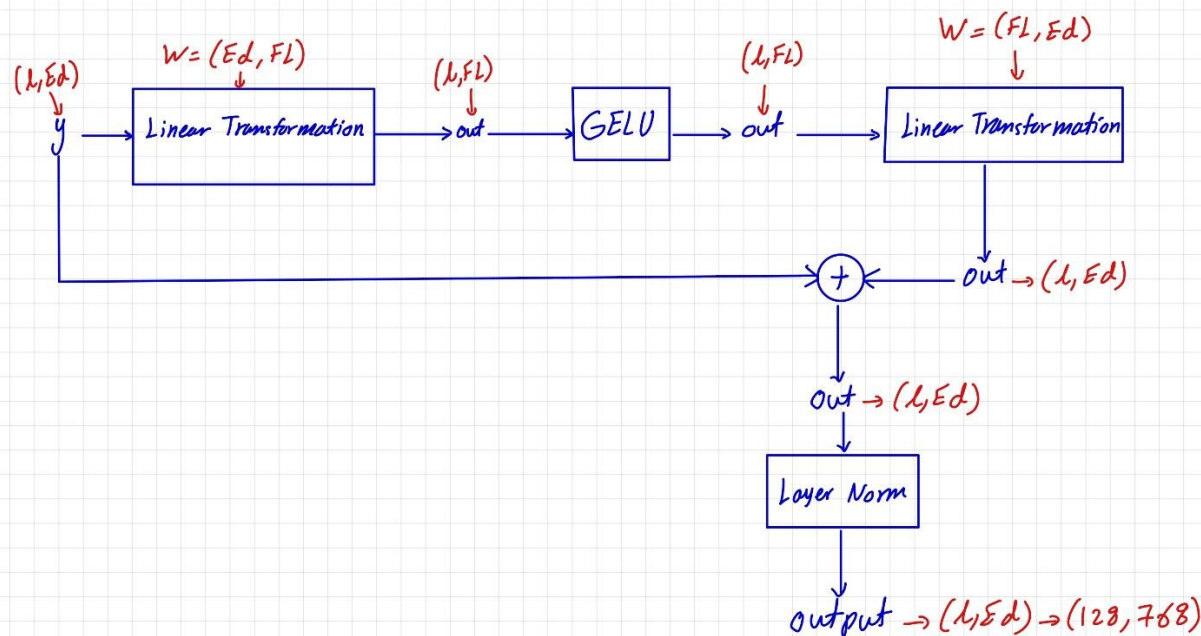 (l,Ed)
y
W = (Ed, FL)
Linear Transformation
(l,FL)
out
GELU
(l,FL)
out
W = (FL, Ed)
Linear Transformation
out → (l, Ed)
+
out → (l, Ed)
Layer Norm
output → (l,Ed) → (128, 768)